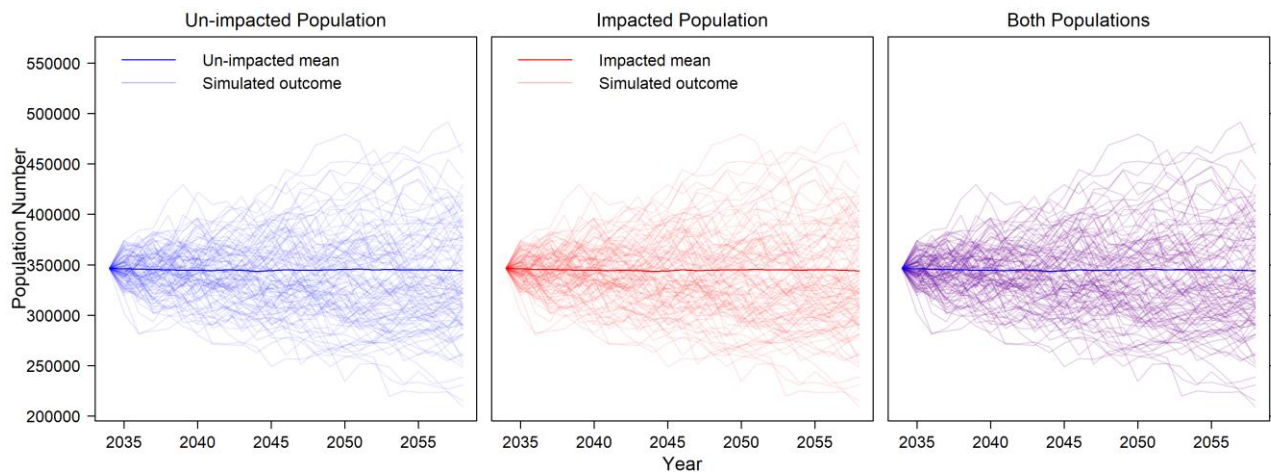 Un-impacted Population
Impacted Population
Both Populations
Un-impacted mean
Simulated outcome
Impacted mean
Simulated outcome
Population Number
550000
500000
450000
400000
350000
300000
250000
200000
2035 2040 2045 2050 2055
2035 2040 2045 2050 2055
2035 2040 2045 2050 2055
Year